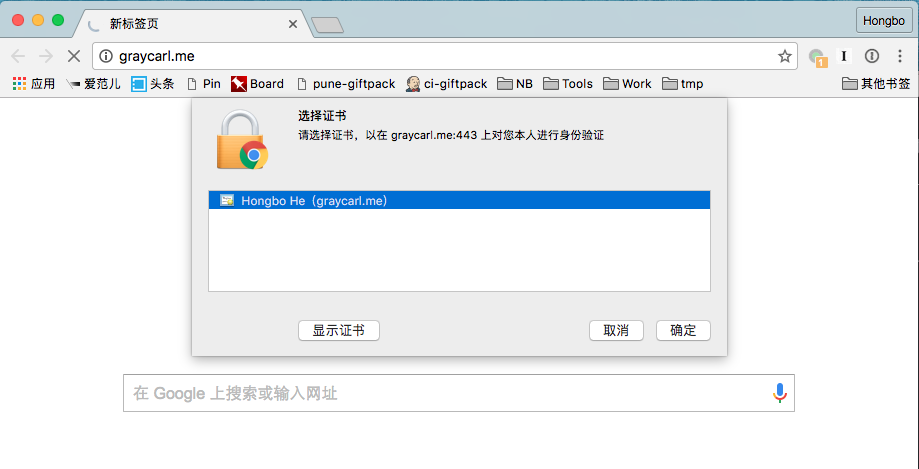 新标签页
Hongbo
graycarl.me
应用 爱范儿 头条 Pin Board pune-giftpack ci-giftpack NB Tools Work tmp 其他书签
1 I
选择证书
请选择证书，以在 graycarl.me:443 上对您本人进行身份验证
Hongbo He（graycarl.me）
显示证书 取消 确定
在 Google 上搜索或输入网址